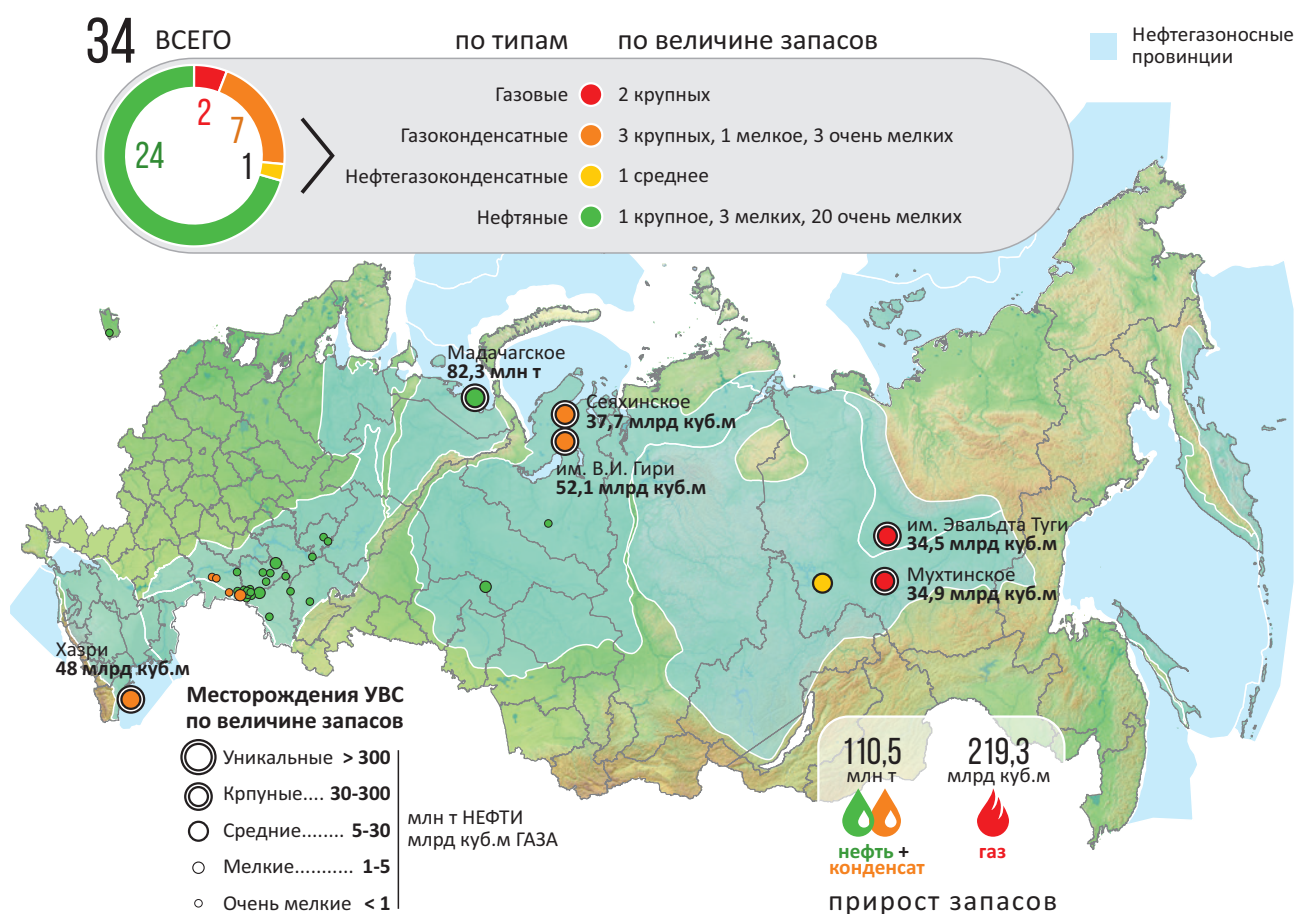 34 ВСЕГО
по типам
по величине запасов
Нефтегазоносные
провинции
2
7
1
24
Газовые
2 крупных
Газоконденсатные
3 крупных, 1 мелкое, 3 очень мелких
Нефтегазоконденсатные
1 среднее
Нефтяные
1 крупное, 3 мелких, 20 очень мелких
Мадачагское
82,3 млн т
Сеяхинское
37,7 млрд куб.м
им. В.И. Гири
52,1 млрд куб.м
им. Эвальдта Туги
34,5 млрд куб.м
Мухтинское
34,9 млрд куб.м
Хазри
48 млрд куб.м
Месторождения УВС
по величине запасов
Уникальные > 300
Крпуные.... 30-300
Средние........ 5-30
Мелкие........... 1-5
Очень мелкие < 1
млн т НЕФТИ
млрд куб.м ГАЗА
110,5
млн т
нефть +
конденсат
219,3
млрд куб.м
газ
прирост запасов